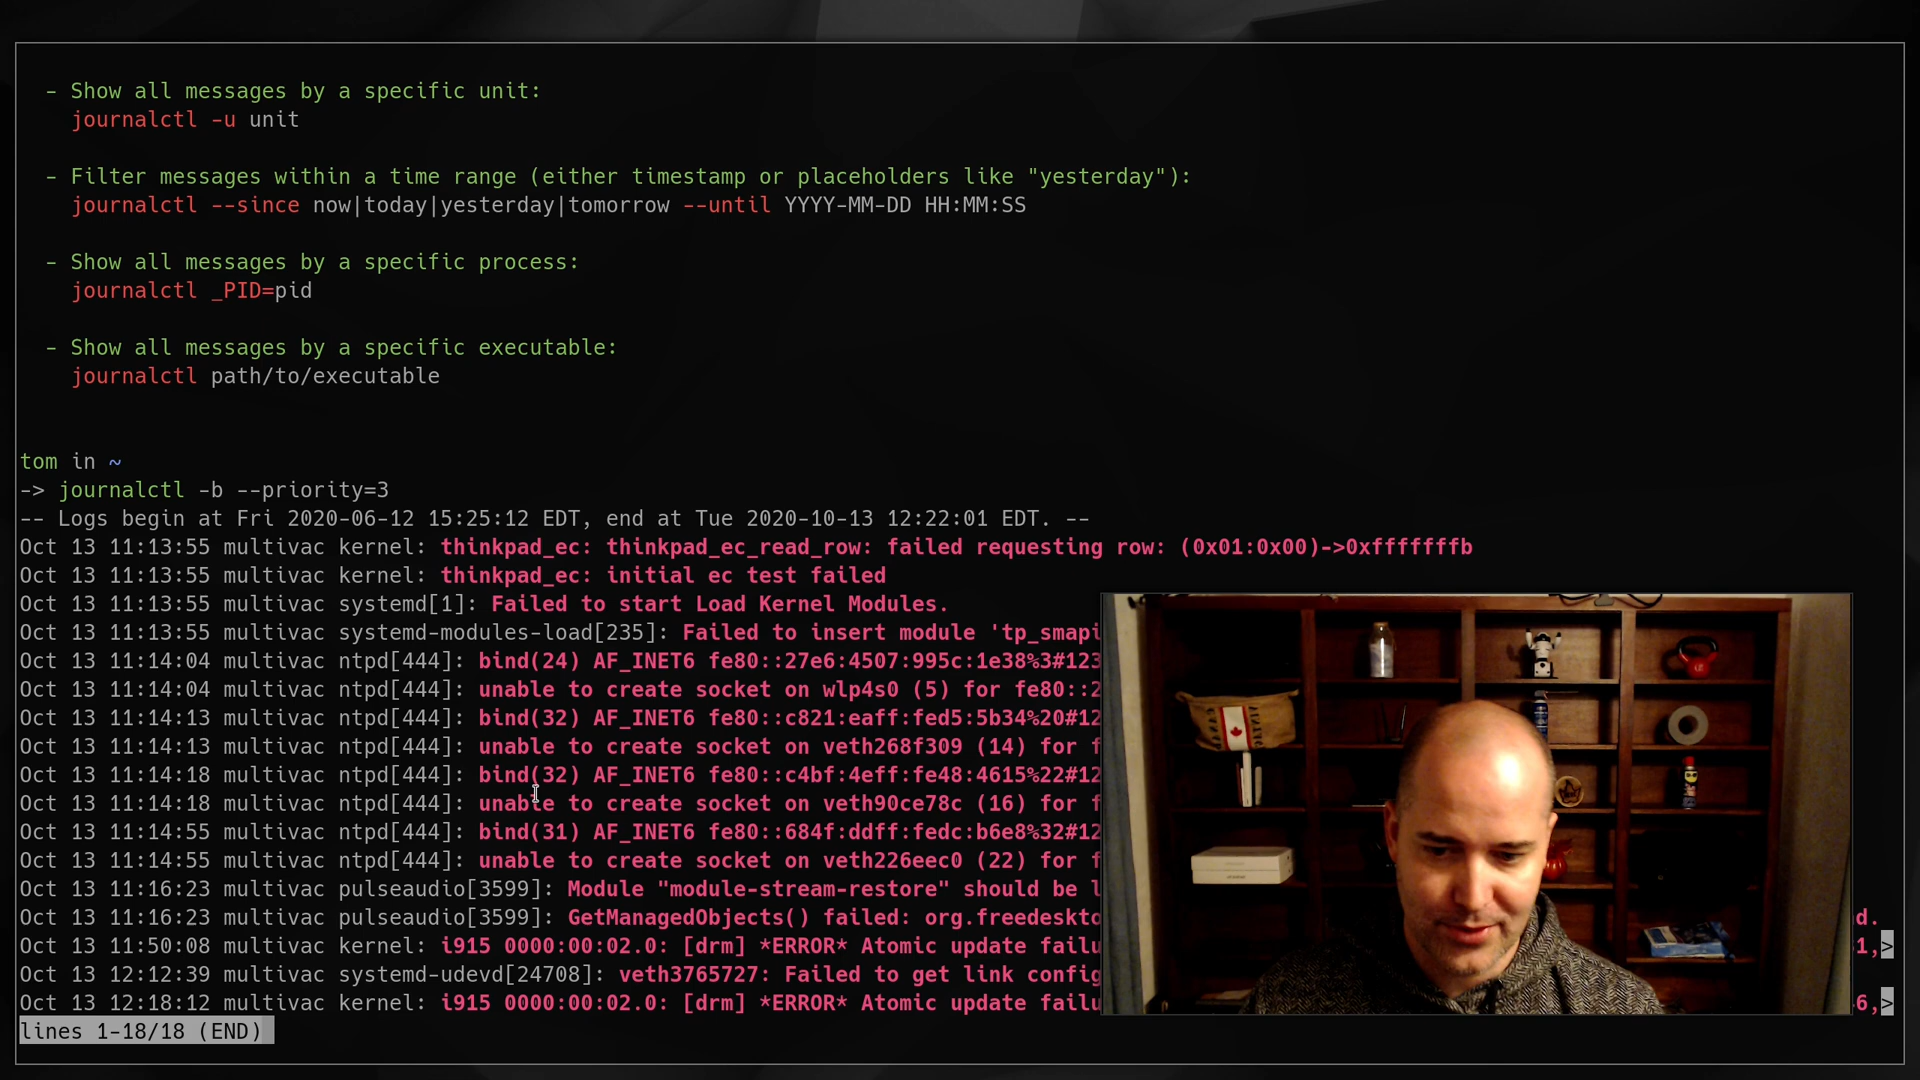 - Show all messages by a specific unit:
journalctl -u unit
- Filter messages within a time range (either timestamp or placeholders like "yesterday"):
journalctl --since now|today|yesterday|tomorrow --until YYYY-MM-DD HH:MM:SS
- Show all messages by a specific process:
journalctl _PID=pid
- Show all messages by a specific executable:
journalctl path/to/executable
tom in ~
-> journalctl -b --priority=3
-- Logs begin at Fri 2020-06-12 15:25:12 EDT, end at Tue 2020-10-13 12:22:01 EDT. --
Oct 13 11:13:55 multivac kernel: thinkpad_ec: thinkpad_ec_read_row: failed requesting row: (0x01:0x00)->0xfffffffb
Oct 13 11:13:55 multivac kernel: thinkpad_ec: initial ec test failed
Oct 13 11:13:55 multivac systemd[1]: Failed to start Load Kernel Modules.
Oct 13 11:13:55 multivac systemd-modules-load[235]: Failed to insert module 'tp_smapi
Oct 13 11:14:04 multivac ntpd[444]: bind(24) AF_INET6 fe80::27e6:4507:995c:1e38%3#123
Oct 13 11:14:04 multivac ntpd[444]: unable to create socket on wlp4s0 (5) for fe80::2
Oct 13 11:14:13 multivac ntpd[444]: bind(32) AF_INET6 fe80::c821:eaff:fed5:5b34%20#12
Oct 13 11:14:13 multivac ntpd[444]: unable to create socket on veth268f309 (14) for f
Oct 13 11:14:18 multivac ntpd[444]: bind(32) AF_INET6 fe80::c4bf:4eff:fe48:4615%22#12
Oct 13 11:14:18 multivac ntpd[444]: unable to create socket on veth90ce78c (16) for f
Oct 13 11:14:55 multivac ntpd[444]: bind(31) AF_INET6 fe80::684f:ddff:fedc:b6e8%32#12
Oct 13 11:14:55 multivac ntpd[444]: unable to create socket on veth226eec0 (22) for f
Oct 13 11:16:23 multivac pulseaudio[3599]: Module "module-stream-restore" should be l
Oct 13 11:16:23 multivac pulseaudio[3599]: GetManagedObjects() failed: org.freedeskto d.
Oct 13 11:50:08 multivac kernel: i915 0000:00:02.0: [drm] *ERROR* Atomic update failu 1,>
Oct 13 12:12:39 multivac systemd-udevd[24708]: veth3765727: Failed to get link config
Oct 13 12:18:12 multivac kernel: i915 0000:00:02.0: [drm] *ERROR* Atomic update failu 6,>
lines 1-18/18 (END)